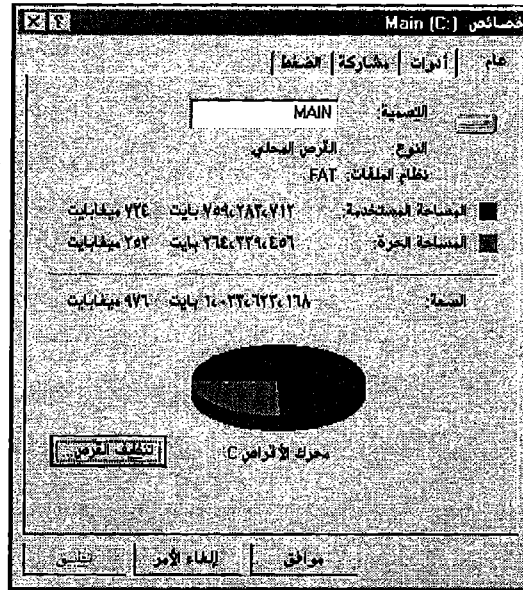 خصائص Main (C:)
عام أدوات مشاركة الضغط
التسمية: MAIN
النوع: القرص المحلي
نظام الملفات: FAT
المساحة المستخدمة: ٧٥٩،٢٨٣،٧١٢ بايت ٧٢٤ ميغابايت
المساحة الحرة: ٢٦٤،٣٣٩،٤٥٦ بايت ٢٥٢ ميغابايت
السعة: ١،٠٢٣،٦٢٣،١٦٨ بايت ٩٧٦ ميغابايت
محرك الأقراص C
تنظيف القرص...
موافق إلغاء الأمر تطبيق